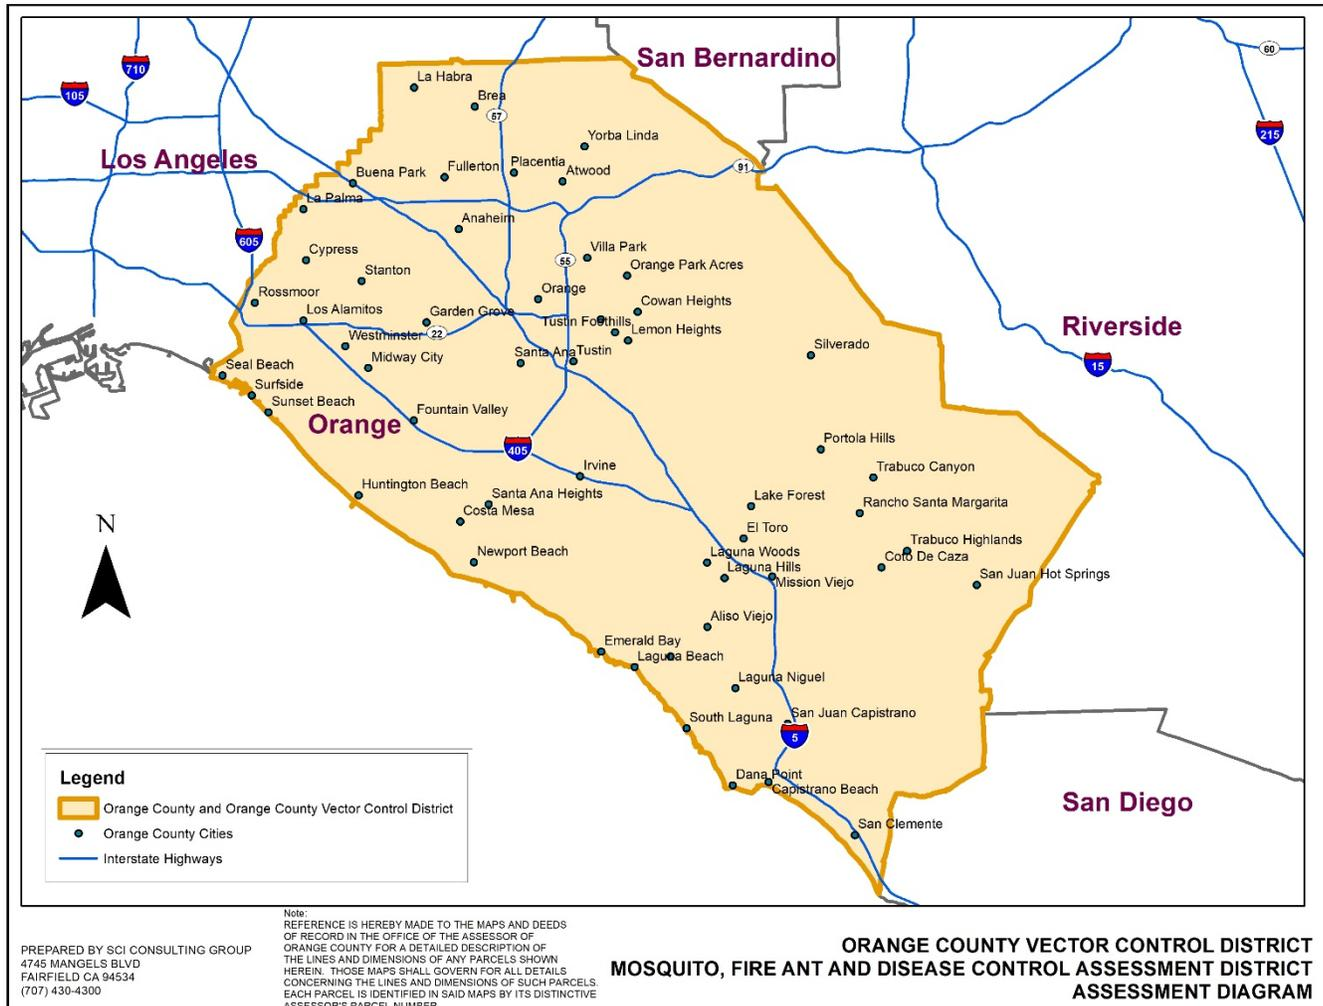 San Bernardino
60
710
La Habra
105
Brea
57
215
Yorba Linda
Los Angeles
Placentia
Fullerton
Atwood
91
Buena Park
La Palma
Anaheim
605
Villa Park
Cypress
55
Orange Park Acres
Stanton
Orange
Rossmoor
Cowan Heights
Los Alamitos
Garden Grove
Tustin Foothills
Riverside
22
Lemon Heights
Westminster
Silverado
Santa Ana
Tustin
Midway City
Seal Beach
15
Surfside
Sunset Beach
Fountain Valley
Orange
Portola Hills
405
Irvine
Trabuco Canyon
Huntington Beach
Santa Ana Heights
Lake Forest
Rancho Santa Margarita
Costa Mesa
N
El Toro
Trabuco Highlands
Newport Beach
Laguna Woods
Coto De Caza
Laguna Hills
San Juan Hot Springs
Mission Viejo
Aliso Viejo
Emerald Bay
Laguna Beach
Laguna Niguel
South Laguna
San Juan Capistrano
5
Dana Point
Capistrano Beach
San Diego
San Clemente
Legend
Orange County and Orange County Vector Control District
Orange County Cities
Interstate Highways
PREPARED BY SCI CONSULTING GROUP
4745 MANGELS BLVD
FAIRFIELD CA 94534
(707) 430-4300
Note:
REFERENCE IS HEREBY MADE TO THE MAPS AND DEEDS
OF RECORD IN THE OFFICE OF THE ASSESSOR OF
ORANGE COUNTY FOR A DETAILED DESCRIPTION OF
THE LINES AND DIMENSIONS OF ANY PARCELS SHOWN
HEREIN. THOSE MAPS SHALL GOVERN FOR ALL DETAILS
CONCERNING THE LINES AND DIMENSIONS OF SUCH PARCELS.
EACH PARCEL IS IDENTIFIED IN SAID MAPS BY ITS DISTINCTIVE
ASSESSOR'S PARCEL NUMBER
ORANGE COUNTY VECTOR CONTROL DISTRICT
MOSQUITO, FIRE ANT AND DISEASE CONTROL ASSESSMENT DISTRICT
ASSESSMENT DIAGRAM